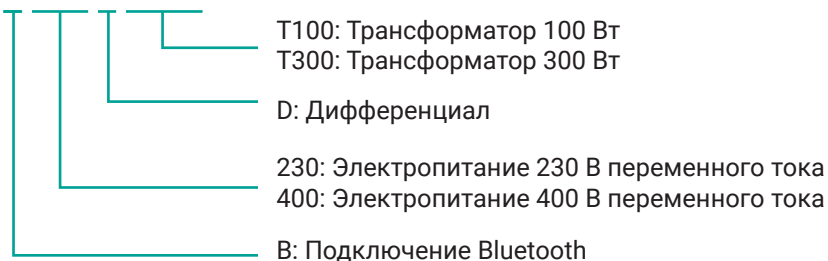 T100: Трансформатор 100 Вт
T300: Трансформатор 300 Вт
D: Дифференциал
230: Электропитание 230 В переменного тока
400: Электропитание 400 В переменного тока
B: Подключение Bluetooth